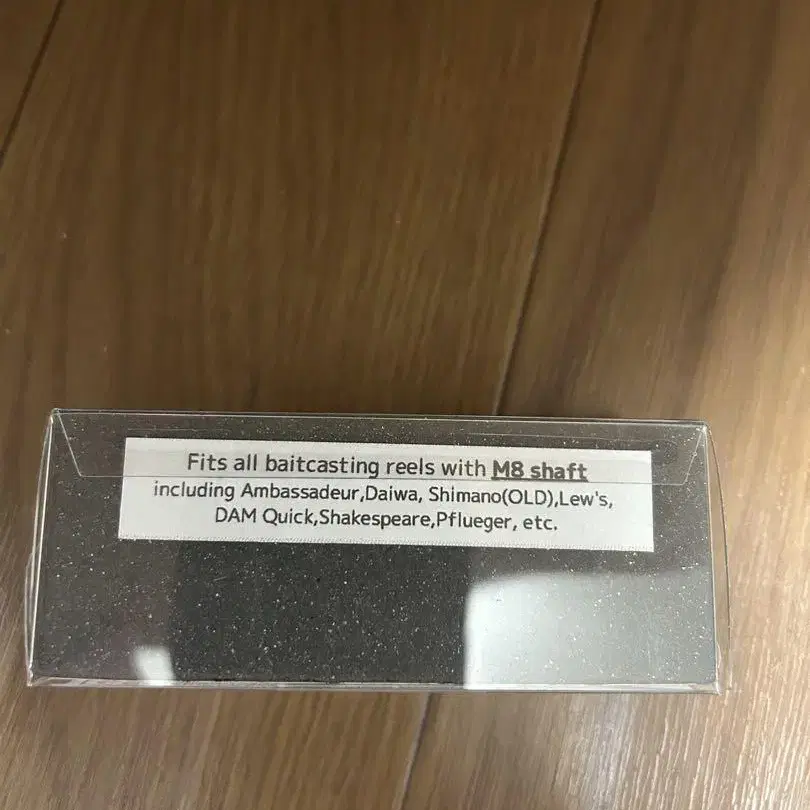 Fits all baitcasting reels with M8 shaft
including Ambassadeur,Daiwa, Shimano(OLD),Lew's,
DAM Quick,Shakespeare,Pflueger, etc.